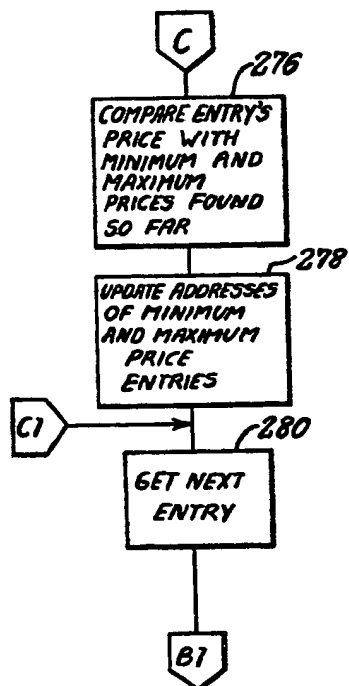 C
276
COMPARE ENTRY'S
PRICE WITH
MINIMUM AND
MAXIMUM
PRICES FOUND
SO FAR
278
UPDATE ADDRESSES
OF MINIMUM
AND MAXIMUM
PRICE
ENTRIES
C1
280
GET NEXT
ENTRY
B1